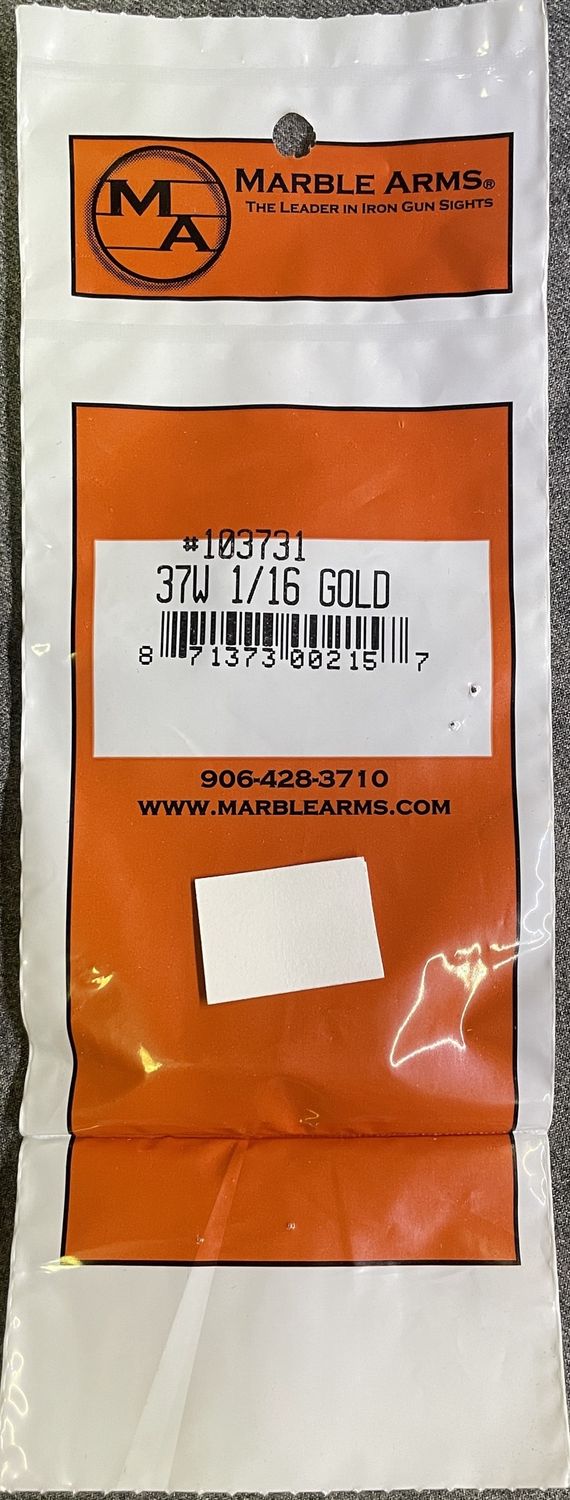 MA
MARBLE ARMS®
THE LEADER IN IRON GUN SIGHTS
#103731
37W 1/16 GOLD
8 71373 00215 7
906-428-3710
WWW.MARBLEARMS.COM